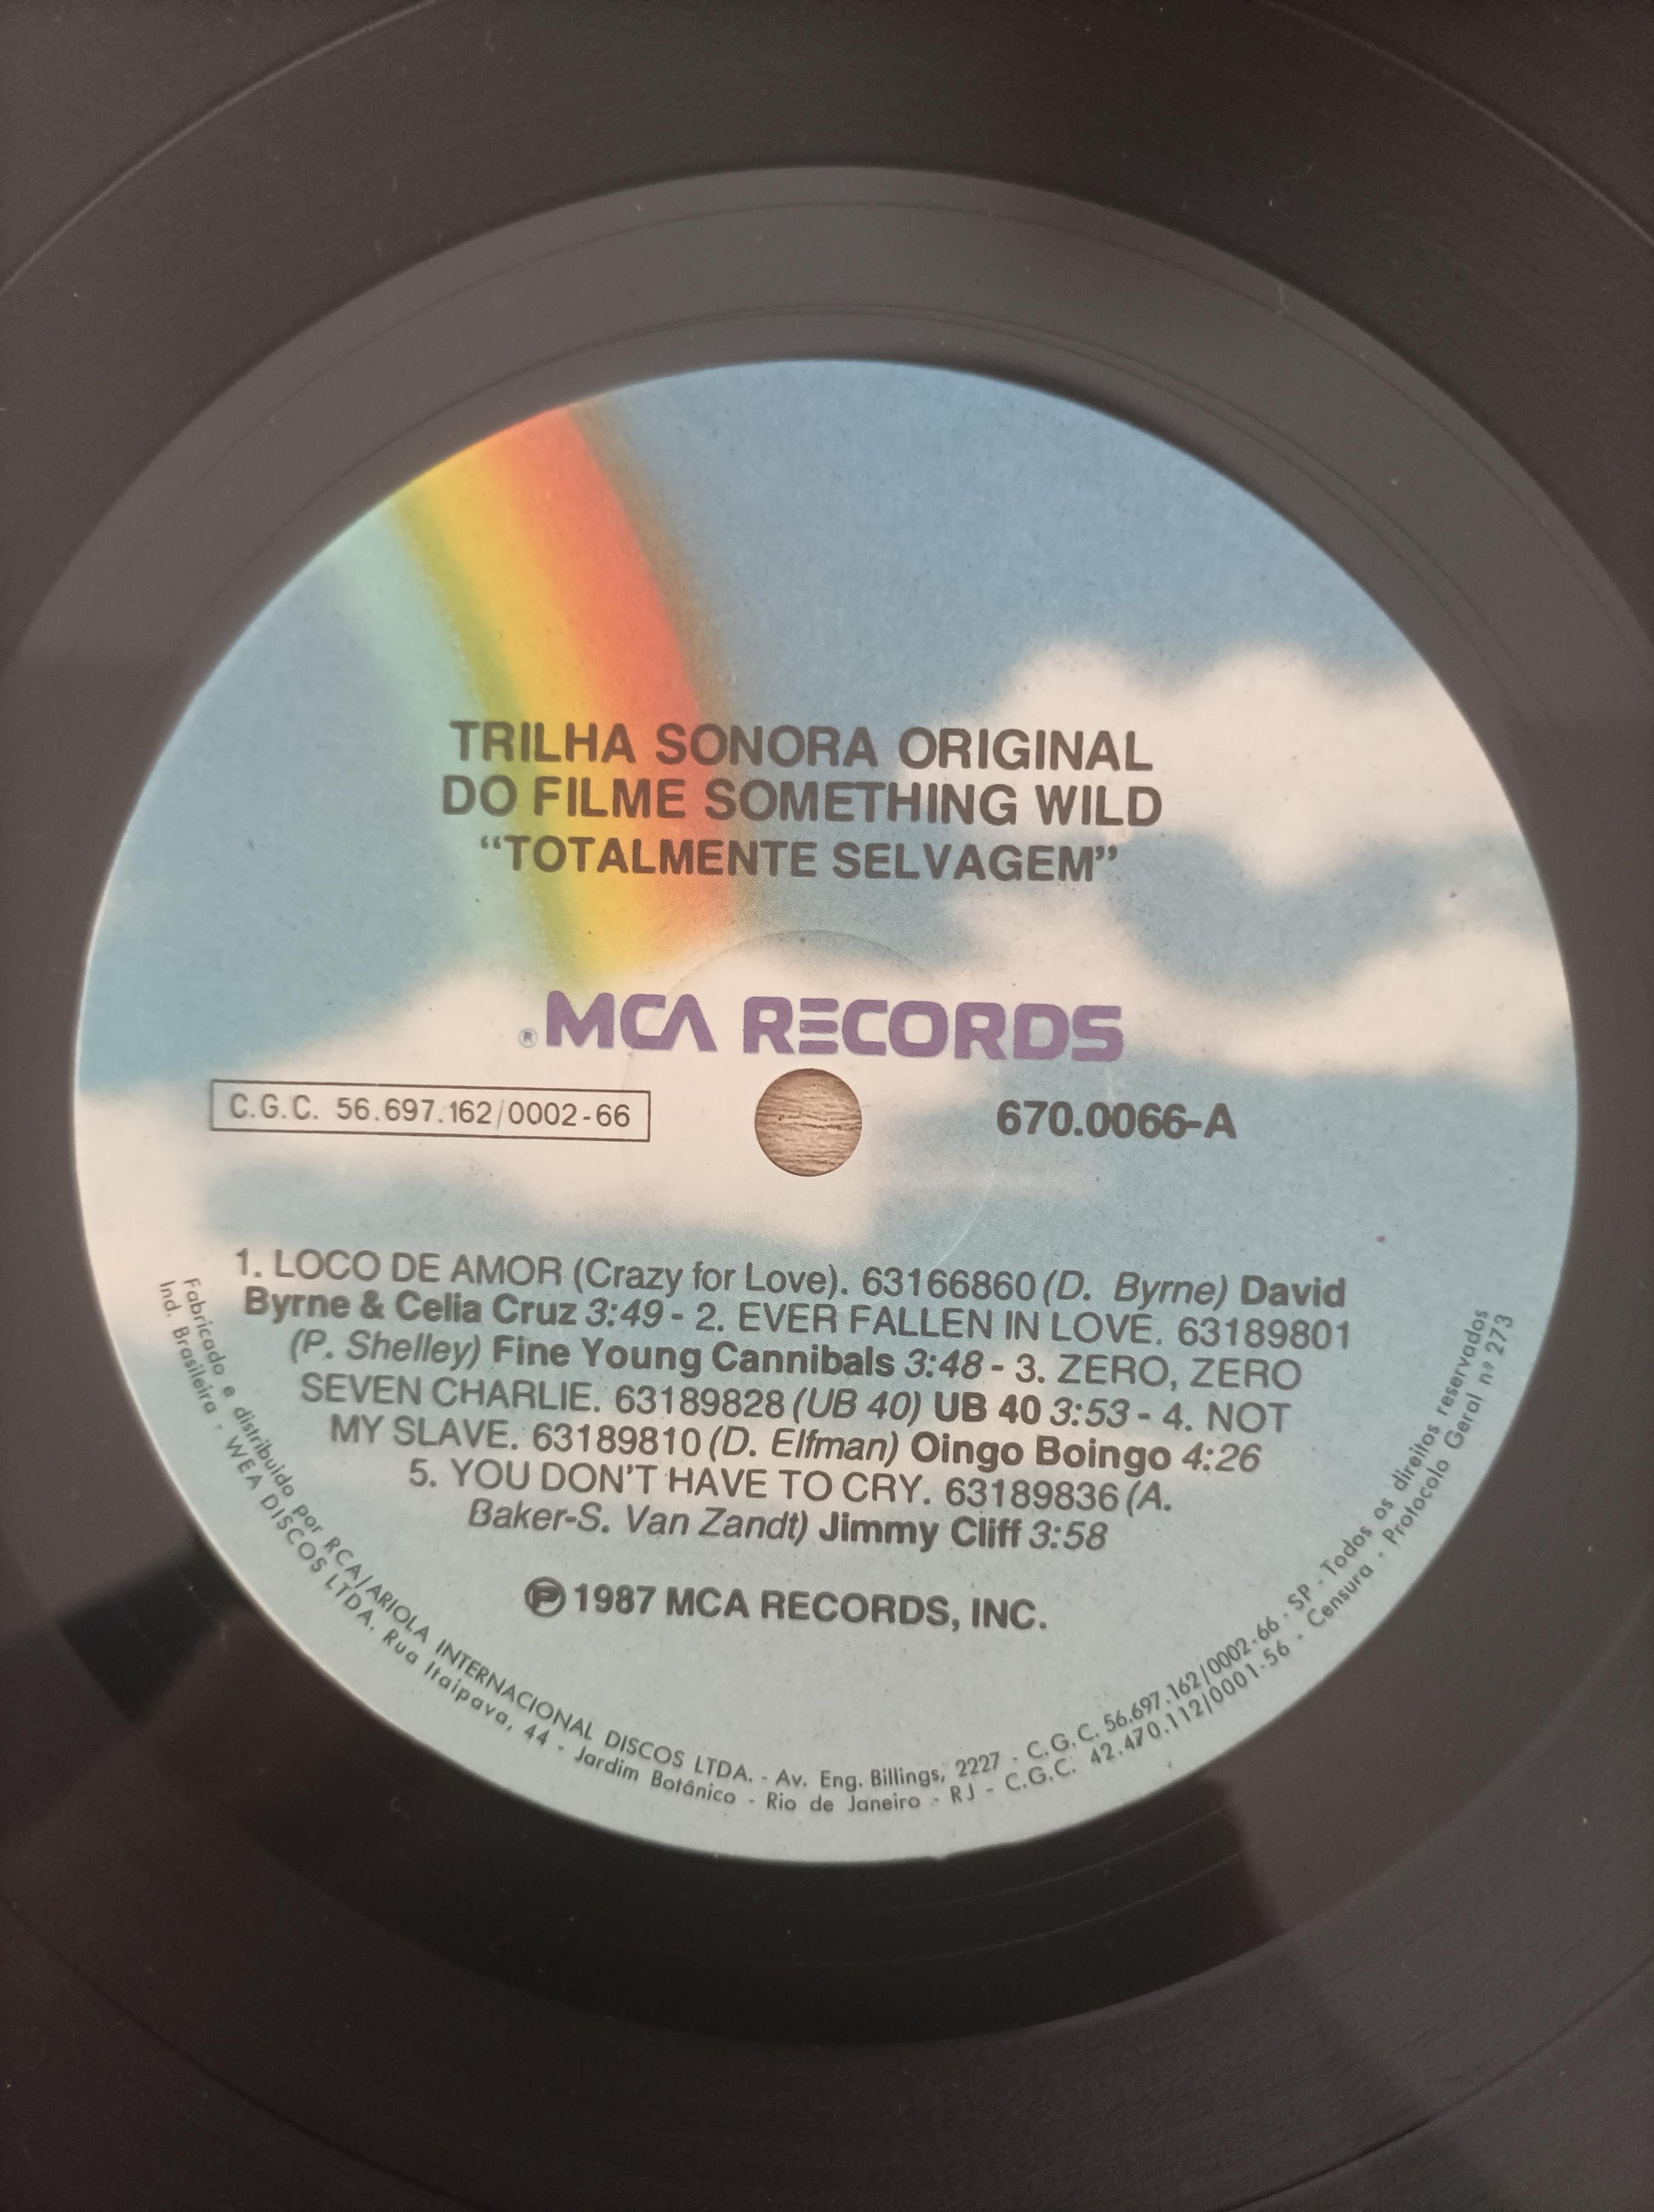 TRILHA SONORA ORIGINAL
DO FILME SOMETHING WILD
“TOTALMENTE SELVAGEM”
® MCA RECORDS
C.G.C. 56.697.162/0002-66
670.0066-A
1. LOCO DE AMOR (Crazy for Love). 63166860 (D. Byrne) David
Byrne & Celia Cruz 3:49 - 2. EVER FALLEN IN LOVE. 63189801
(P. Shelley) Fine Young Cannibals 3:48 - 3. ZERO, ZERO
SEVEN CHARLIE. 63189828 (UB 40) UB 40 3:53 - 4. NOT
MY SLAVE. 63189810 (D. Elfman) Oingo Boingo 4:26
5. YOU DON'T HAVE TO CRY. 63189836 (A.
Baker-S. Van Zandt) Jimmy Cliff 3:58
℗ 1987 MCA RECORDS, INC.
Fabricado e distribuído por RCA/ARIOLA INTERNACIONAL DISCOS LTDA. - Av. Eng. Billings, 2227 - C.G.C. 56.697.162/0002-66 - SP - Todos os direitos reservados
Ind. Brasileira - WEA DISCOS LTDA. Rua Itaipava, 44 - Jardim Botânico - Rio de Janeiro - RJ - C.G.C. 42.470.112/0001-56 - Censura - Protocolo Geral nº 273